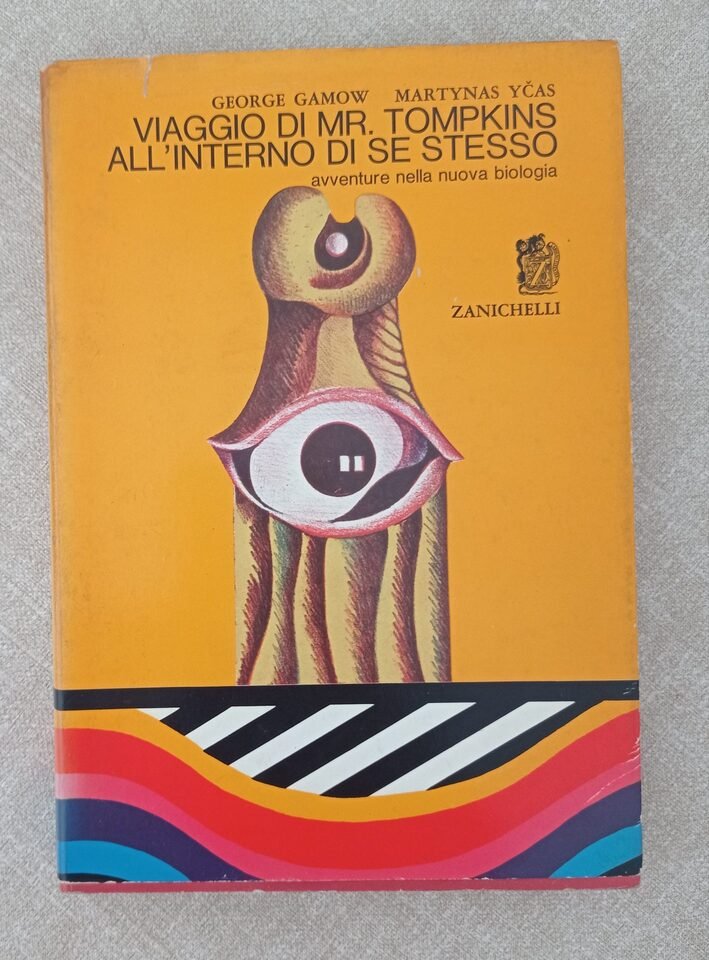 GEORGE GAMOW MARTYNAS YČAS
VIAGGIO DI MR. TOMPKINS
ALL'INTERNO DI SE STESSO
avventure nella nuova biologia
ZANICHELLI